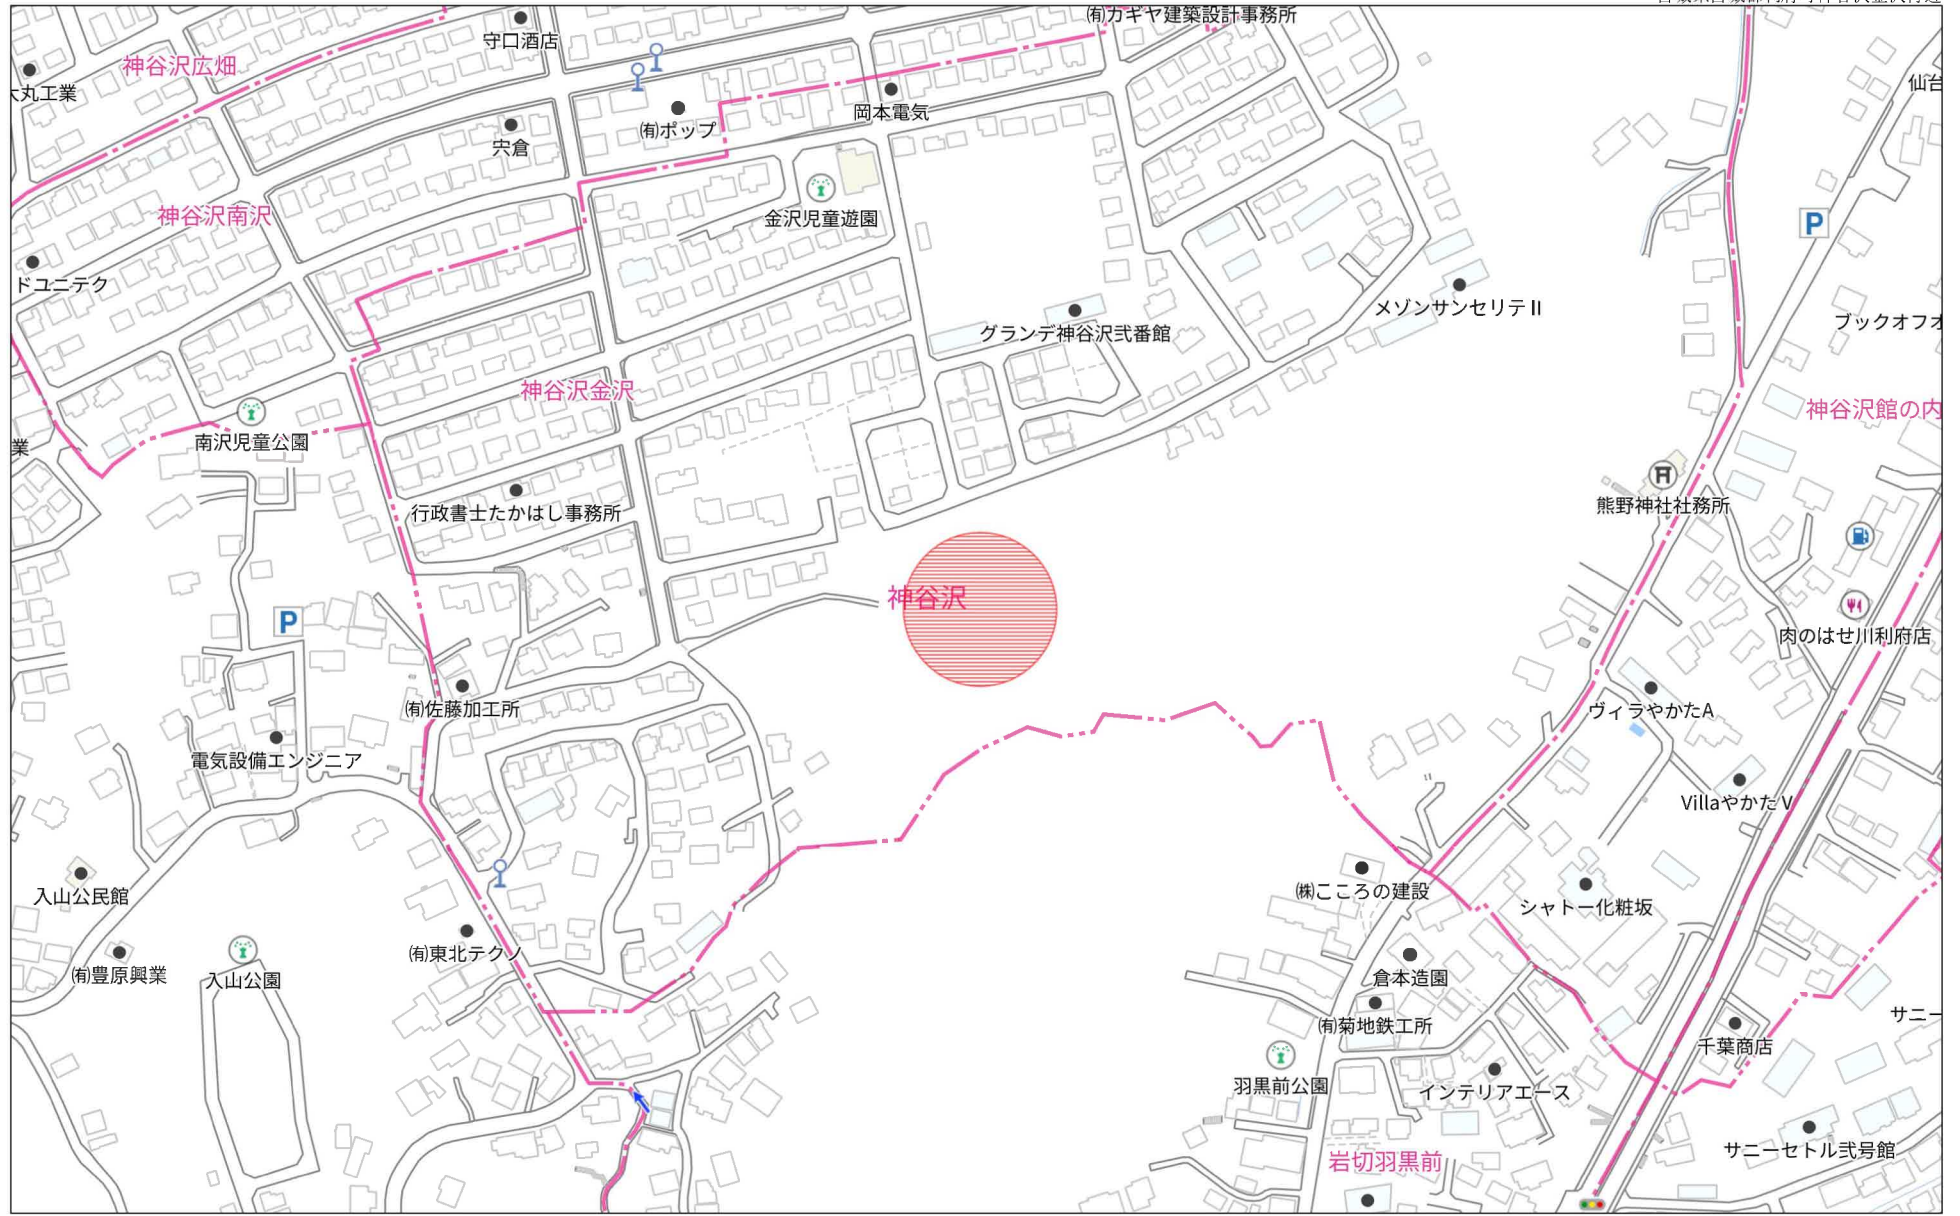 ㈲カギヤ建築設計事務所
守口酒店
神谷沢広畑
丸工業
岡本電気
㈲ポップ
宍倉
神谷沢南沢
金沢児童遊園
ドユニテク
メゾンサンセリテⅡ
グランデ神谷沢弐番館
ブックオフオ
仙台
P
神谷沢金沢
神谷沢館の内
南沢児童公園
業
熊野神社社務所
行政書士たかはし事務所
神谷沢
P
肉のはせ川利府店
㈲佐藤加工所
ヴィラやかたA
電気設備エンジニア
VillaやかたⅤ
入山公民館
㈱こころの建設
シャトー化粧坂
㈲東北テクノ
㈲豊原興業
入山公園
倉本造園
㈲菊地鉄工所
サニー
千葉商店
羽黒前公園
インテリアエース
岩切羽黒前
サニーセトル弐号館